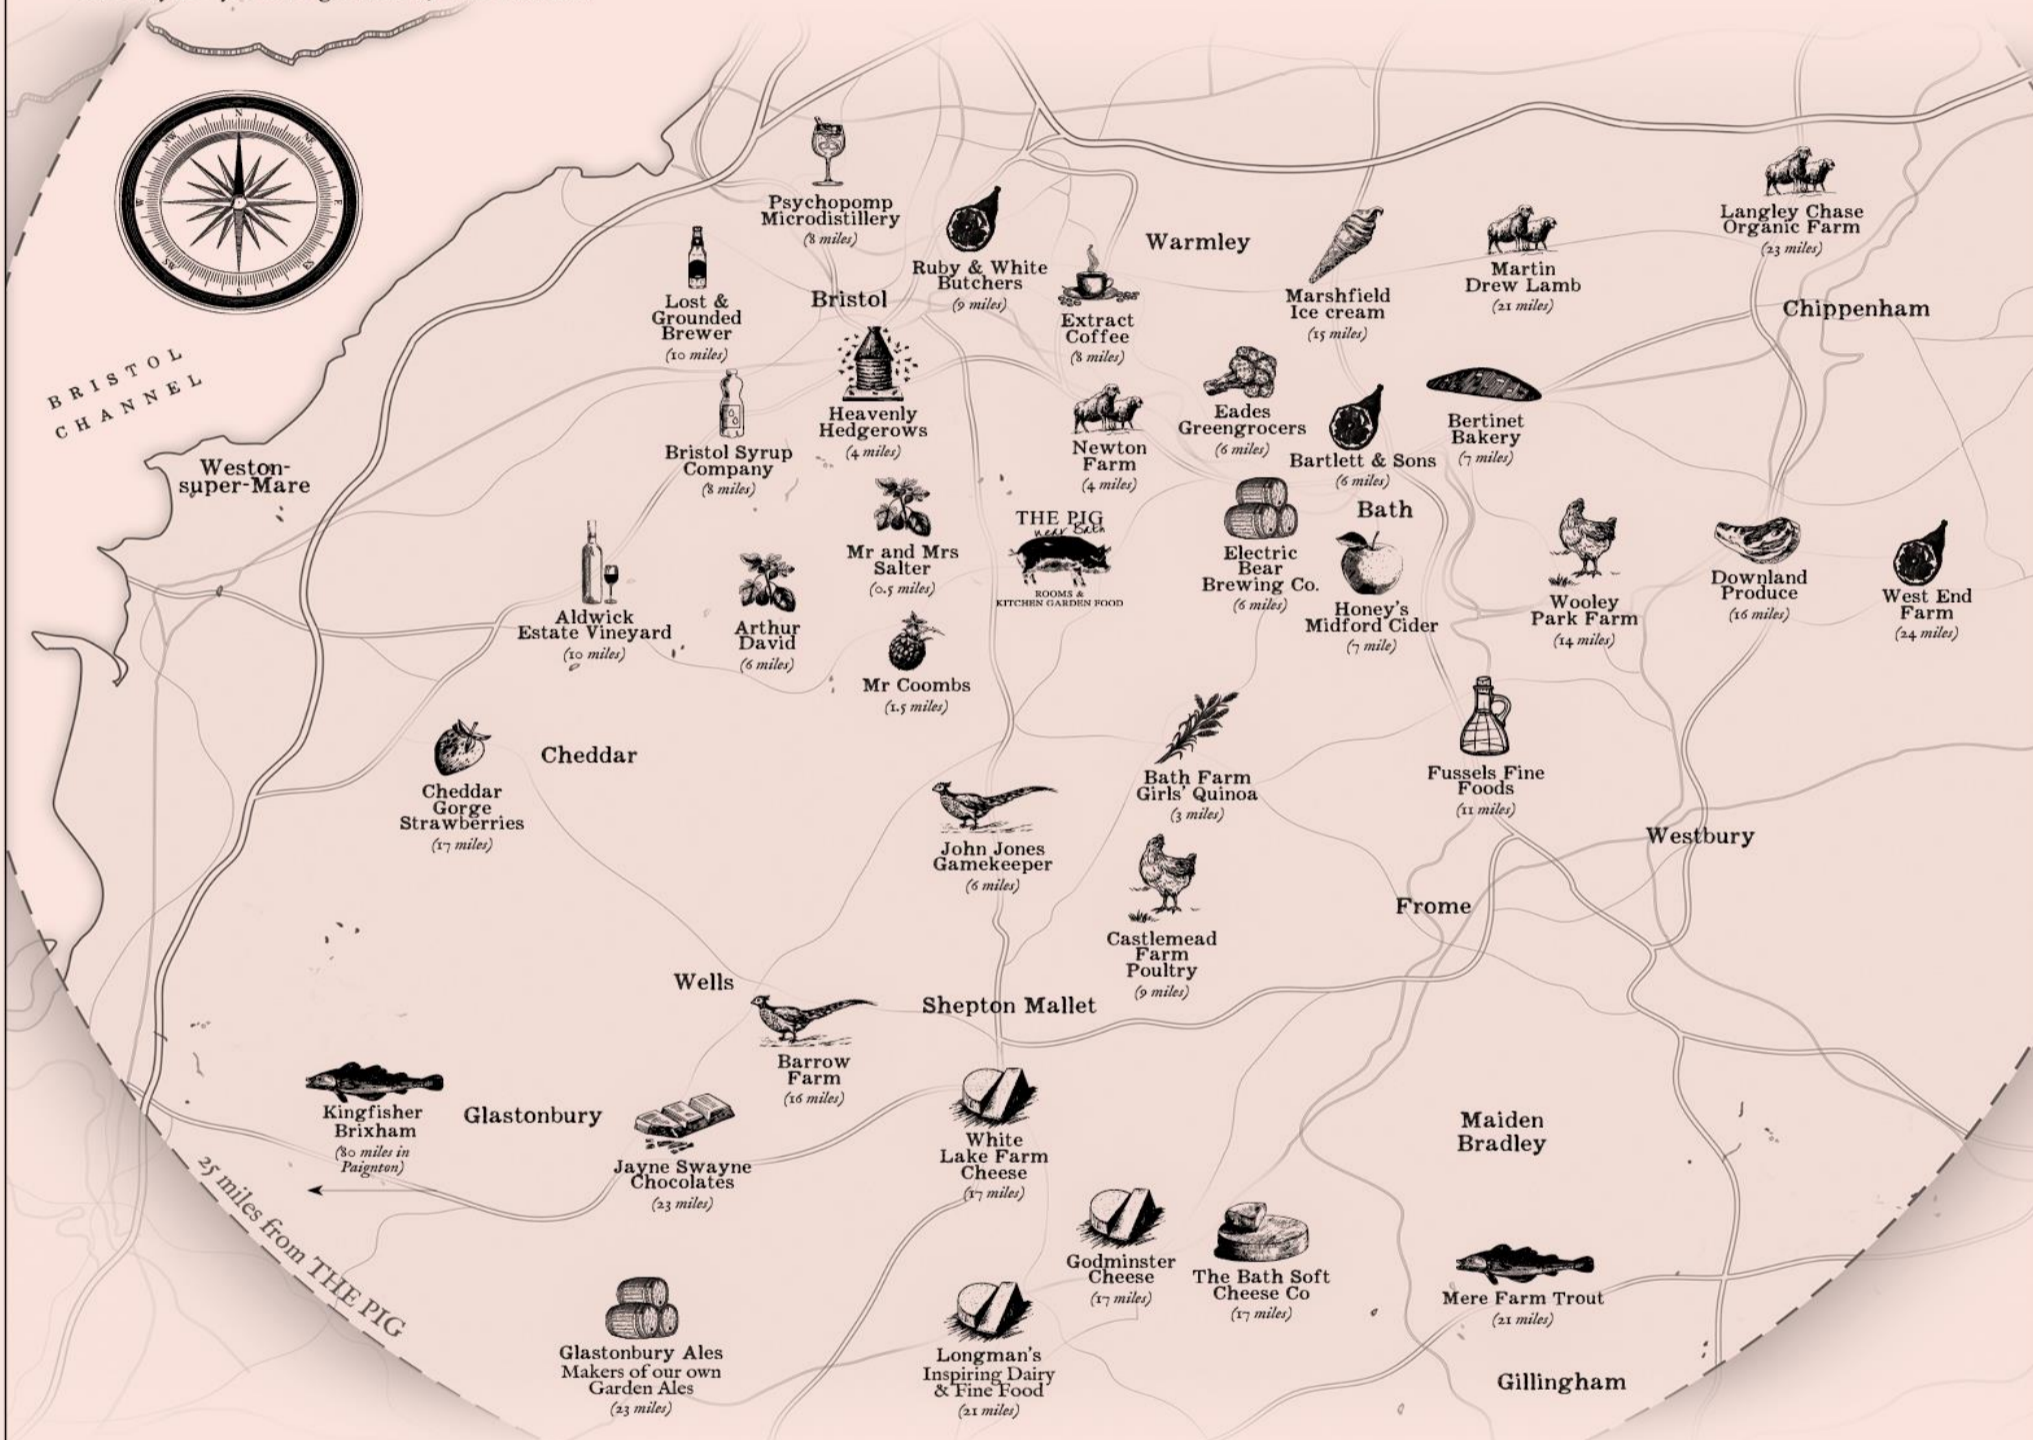 N
NE
E
ES
S
SW
W
NW
BRISTOL
CHANNEL
Psychopomp
Microdistillery
(8 miles)
Lost &
Grounded
Brewer
(10 miles)
Bristol
Ruby & White
Butchers
(9 miles)
Extract
Coffee
(8 miles)
Warmley
Marshfield
Ice cream
(15 miles)
Martin
Drew Lamb
(21 miles)
Langley Chase
Organic Farm
(23 miles)
Chippenham
Weston-
super-Mare
Bristol Syrup
Company
(8 miles)
Heavenly
Hedgerows
(4 miles)
Newton
Farm
(4 miles)
Eades
Greengrocers
(6 miles)
Bartlett & Sons
(6 miles)
Bertinet
Bakery
(7 miles)
Bath
Aldwick
Estate Vineyard
(10 miles)
Arthur
David
(6 miles)
Mr and Mrs
Salter
(0.5 miles)
THE PIG
near Bath
ROOMS &
KITCHEN GARDEN FOOD
Electric
Bear
Brewing Co.
(6 miles)
Honey's
Midford Cider
(7 mile)
Wooley
Park Farm
(14 miles)
Downland
Produce
(16 miles)
West End
Farm
(24 miles)
Mr Coombs
(1.5 miles)
Cheddar
Cheddar
Gorge
Strawberries
(17 miles)
John Jones
Gamekeeper
(6 miles)
Bath Farm
Girls' Quinoa
(3 miles)
Fussels Fine
Foods
(11 miles)
Westbury
Castlemead
Farm
Poultry
(9 miles)
Frome
Wells
Shepton Mallet
Barrow
Farm
(16 miles)
Kingfisher
Brixham
(80 miles in
Paignton)
Glastonbury
Jayne Swayne
Chocolates
(23 miles)
White
Lake Farm
Cheese
(17 miles)
Maiden
Bradley
25 miles from THE PIG
Godminster
Cheese
(17 miles)
The Bath Soft
Cheese Co
(17 miles)
Mere Farm Trout
(21 miles)
Glastonbury Ales
Makers of our own
Garden Ales
(23 miles)
Longman's
Inspiring Dairy
& Fine Food
(21 miles)
Gillingham